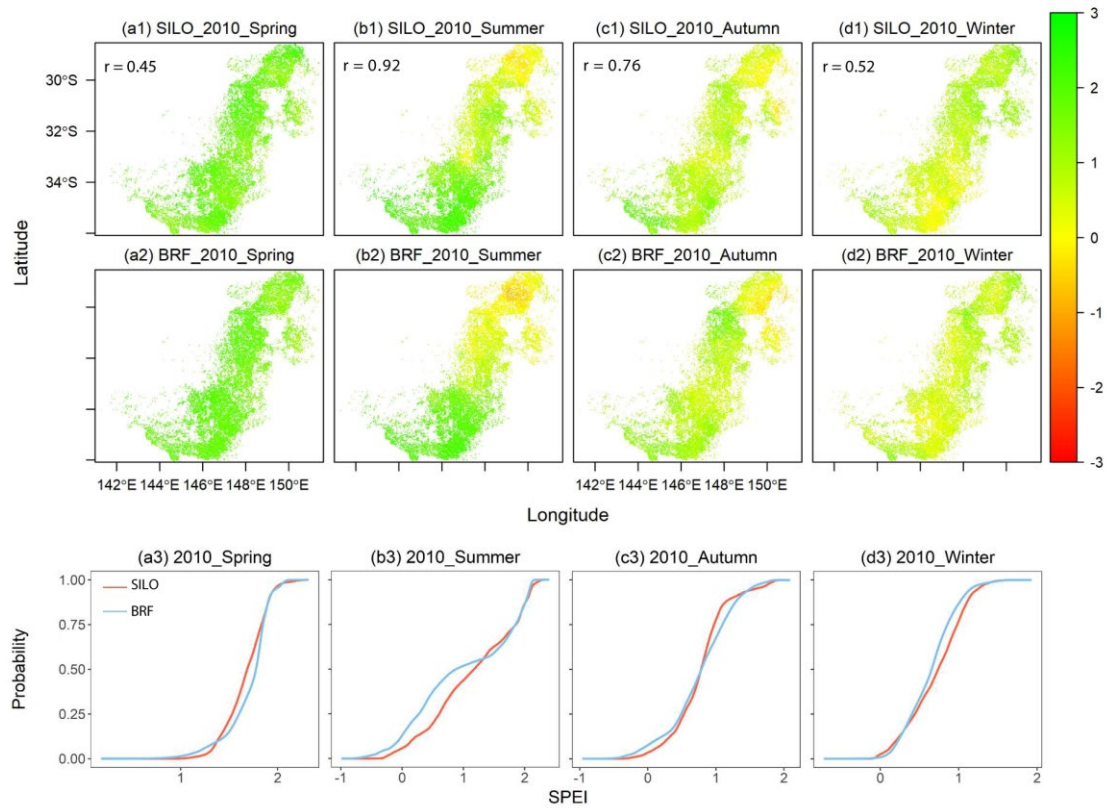 (a1) SILO_2010_Spring
(b1) SILO_2010_Summer
(c1) SILO_2010_Autumn
(d1) SILO_2010_Winter
r = 0.45
r = 0.92
r = 0.76
r = 0.52
30°S
32°S
34°S
Latitude
(a2) BRF_2010_Spring
(b2) BRF_2010_Summer
(c2) BRF_2010_Autumn
(d2) BRF_2010_Winter
3
2
1
0
-1
-2
-3
142°E 144°E 146°E 148°E 150°E
142°E 144°E 146°E 148°E 150°E
Longitude
(a3) 2010_Spring
(b3) 2010_Summer
(c3) 2010_Autumn
(d3) 2010_Winter
SILO
BRF
Probability
1.00
0.75
0.50
0.25
0.00
1 2
-1 0 1 2
-1 0 1 2
0 1 2
SPEI